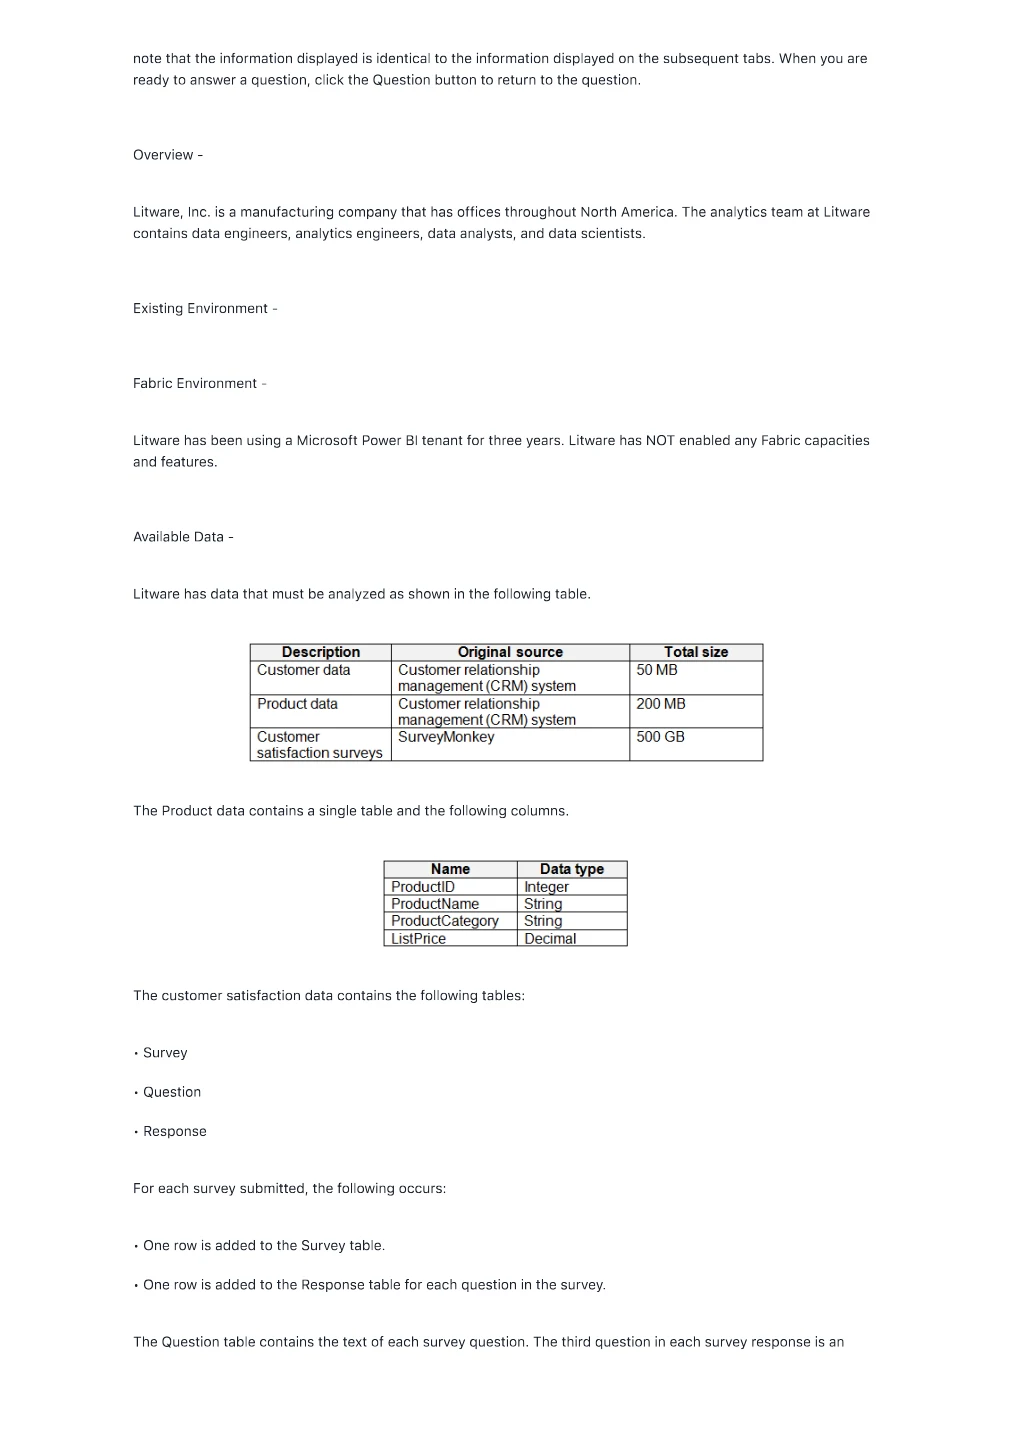 note that the information displayed is identical to the information displayed on the subsequent tabs. When you are
ready to answer a question, click the Question button to return to the question.
Overview -
Litware, Inc. is a manufacturing company that has offices throughout North America. The analytics team at Litware
contains data engineers, analytics engineers, data analysts, and data scientists.
Existing Environment -
Fabric Environment -
Litware has been using a Microsoft Power BI tenant for three years. Litware has NOT enabled any Fabric capacities
and features.
Available Data -
Litware has data that must be analyzed as shown in the following table.
Description Original source Total size
Customer data Customer relationship management (CRM) system 50 MB
Product data Customer relationship management (CRM) system 200 MB
Customer satisfaction surveys SurveyMonkey 500 GB
The Product data contains a single table and the following columns.
Name Data type
ProductID Integer
ProductName String
ProductCategory String
ListPrice Decimal
The customer satisfaction data contains the following tables:
• Survey
• Question
• Response
For each survey submitted, the following occurs:
• One row is added to the Survey table.
• One row is added to the Response table for each question in the survey.
The Question table contains the text of each survey question. The third question in each survey response is an